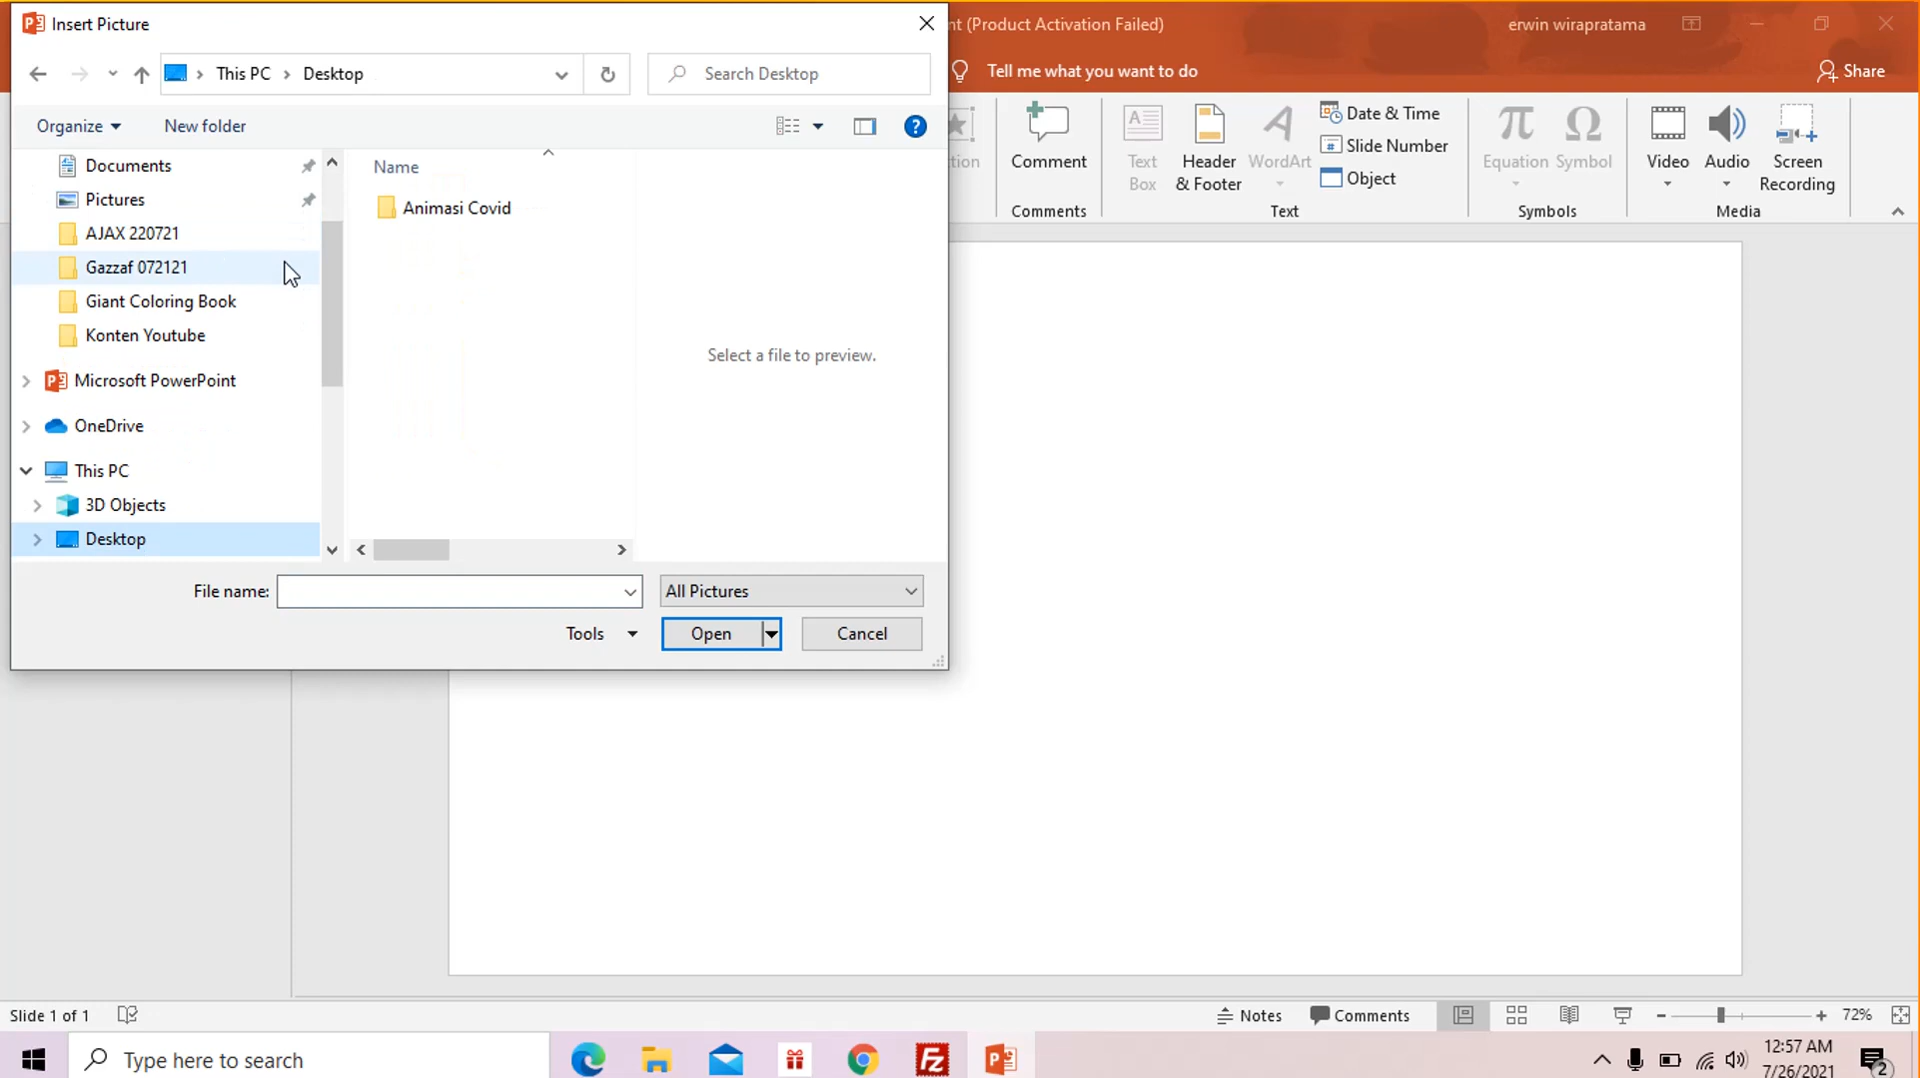 Insert Picture
nt (Product Activation Failed)
erwin wirapratama
This PC
Desktop
Search Desktop
Tell me what you want to do
Share
Organize
New folder
Documents
Pictures
AJAX 220721
Gazzaf 072121
Giant Coloring Book
Konten Youtube
Microsoft PowerPoint
OneDrive
This PC
3D Objects
Desktop
Name
Animasi Covid
Select a file to preview.
File name:
All Pictures
Tools
Open
Cancel
tion
Comment
Comments
Text Box
Header & Footer
WordArt
Date & Time
Slide Number
Object
Text
Equation
Symbol
Symbols
Video
Audio
Screen Recording
Media
Slide 1 of 1
Notes
Comments
72%
Type here to search
12:57 AM
7/26/2021
2